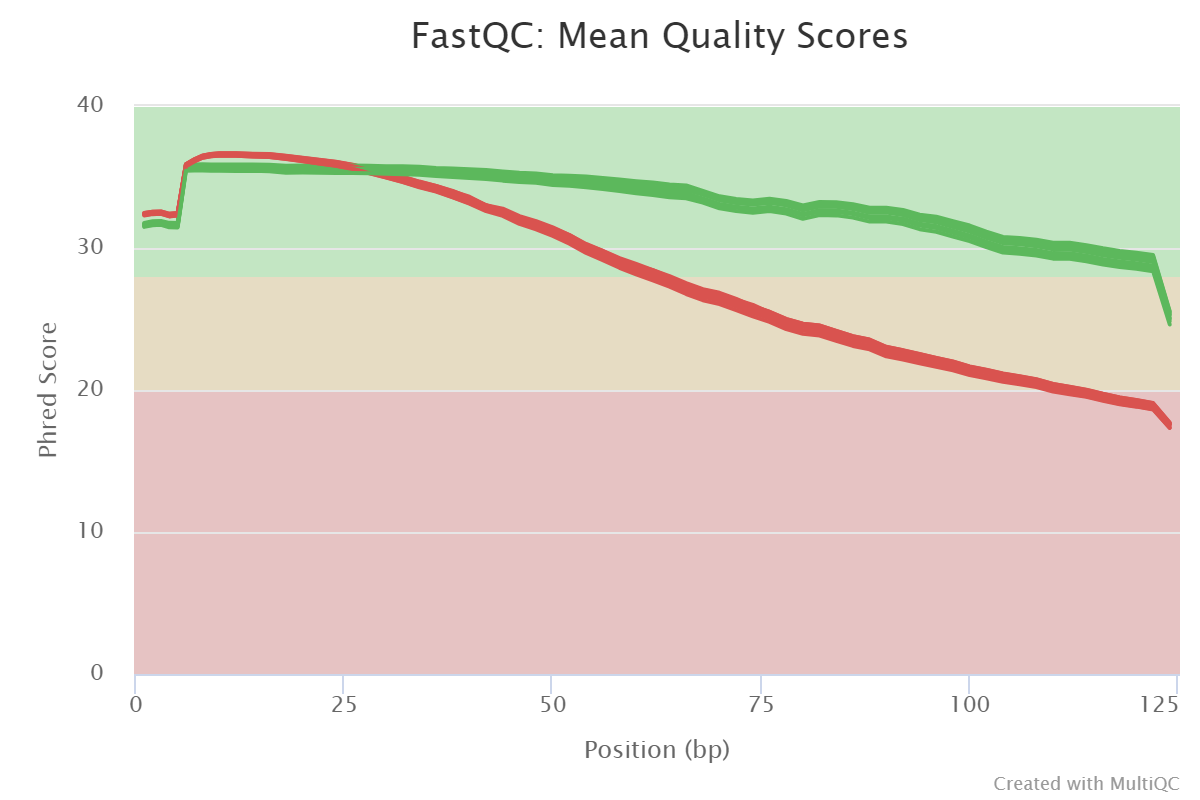 FastQC: Mean Quality Scores
40
30
20
10
0
Phred Score
0 25 50 75 100 125
Position (bp)
Created with MultiQC